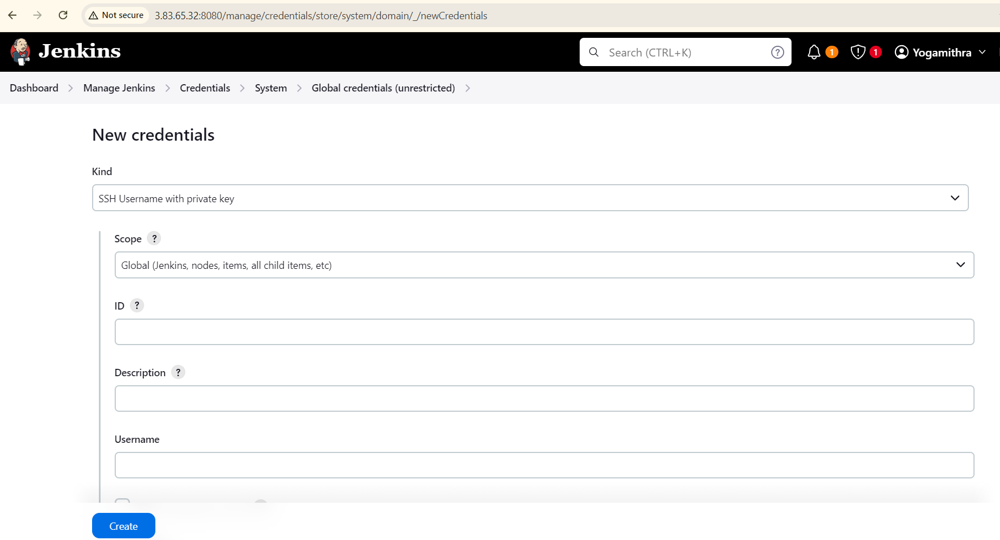 Not secure 3.83.65.32:8080/manage/credentials/store/system/domain/_/newCredentials
Jenkins Search (CTRL+K) ? 1 1 Yogamithra
Dashboard Manage Jenkins Credentials System Global credentials (unrestricted)
New credentials
Kind
SSH Username with private key
Scope ?
Global (Jenkins, nodes, items, all child items, etc)
ID ?
Description ?
Username
Create